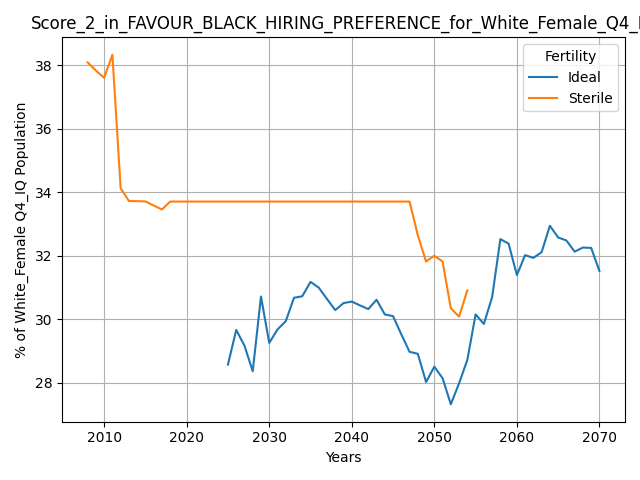 Score_2_in_FAVOUR_BLACK_HIRING_PREFERENCE_for_White_Female_Q4_I
Fertility
Ideal
Sterile
% of White_Female Q4_IQ Population
38
36
34
32
30
28
2010 2020 2030 2040 2050 2060 2070
Years